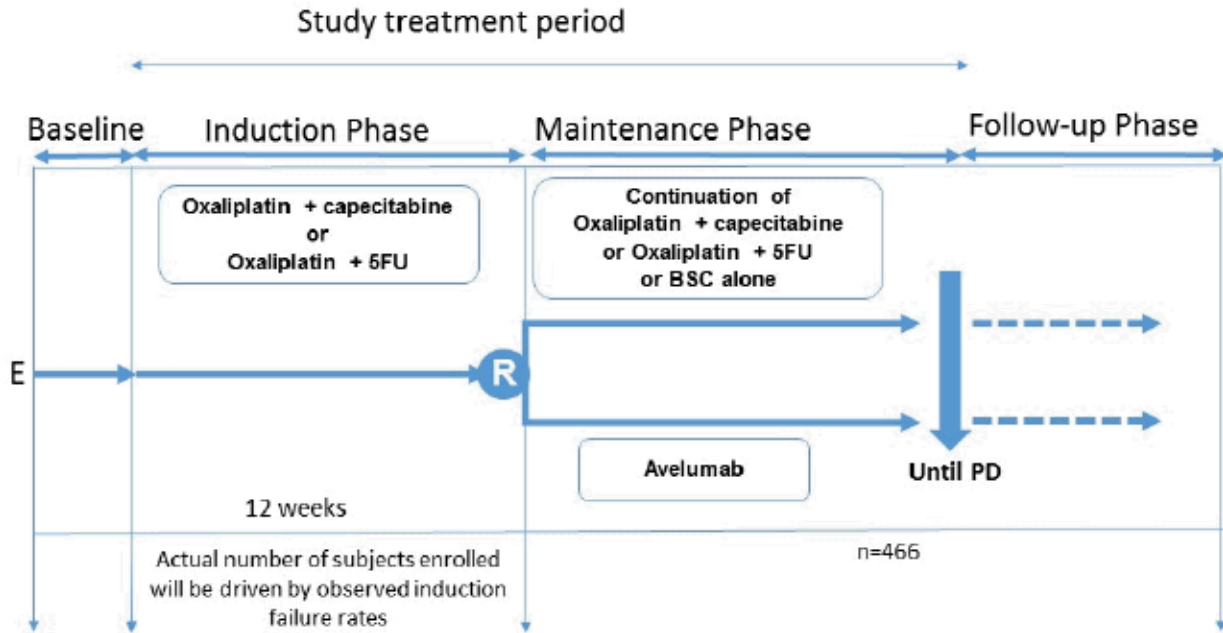 Study treatment period
Baseline
Induction Phase
Maintenance Phase
Follow-up Phase
Oxaliplatin + capecitabine
or
Oxaliplatin + 5FU
Continuation of
Oxaliplatin + capecitabine
or Oxaliplatin + 5FU
or BSC alone
E
R
Avelumab
Until PD
12 weeks
Actual number of subjects enrolled
will be driven by observed induction
failure rates
n=466